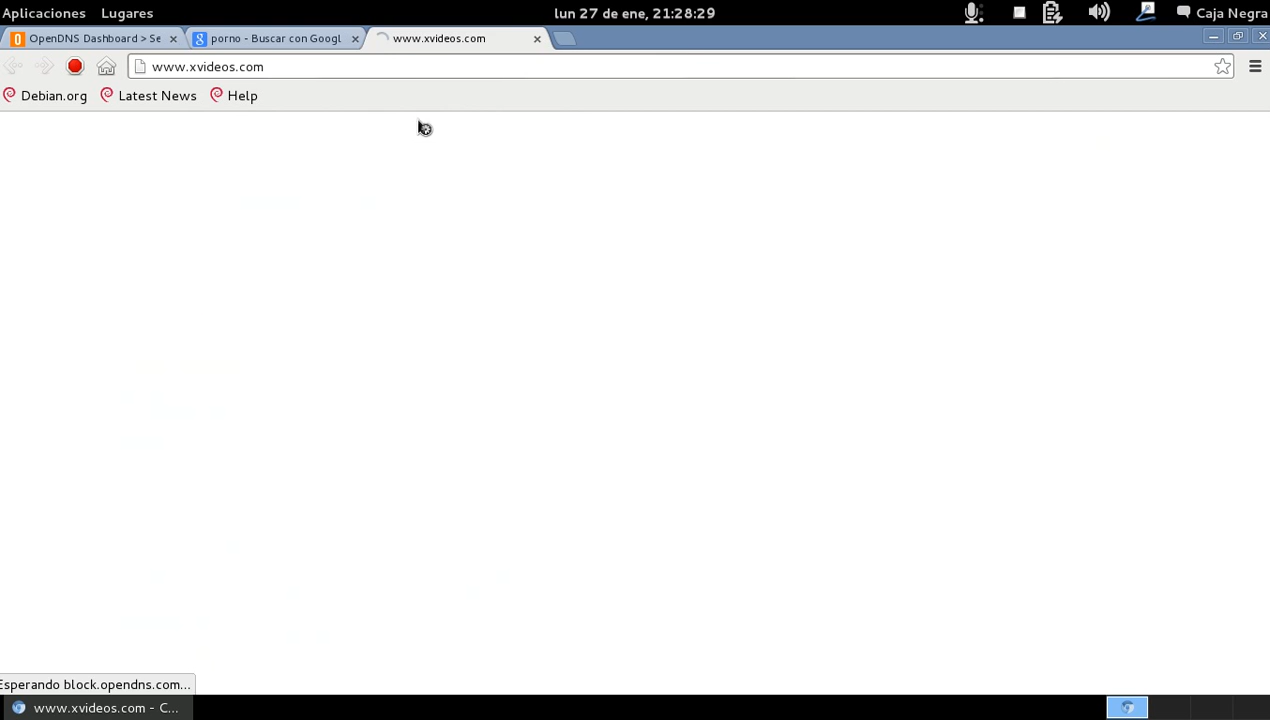 Aplicaciones Lugares lun 27 de ene, 21:28:29 Caja Negra
OpenDNS Dashboard > Se porno - Buscar con Googl www.xvideos.com
www.xvideos.com
Debian.org Latest News Help
Esperando block.opendns.com...
www.xvideos.com - C...